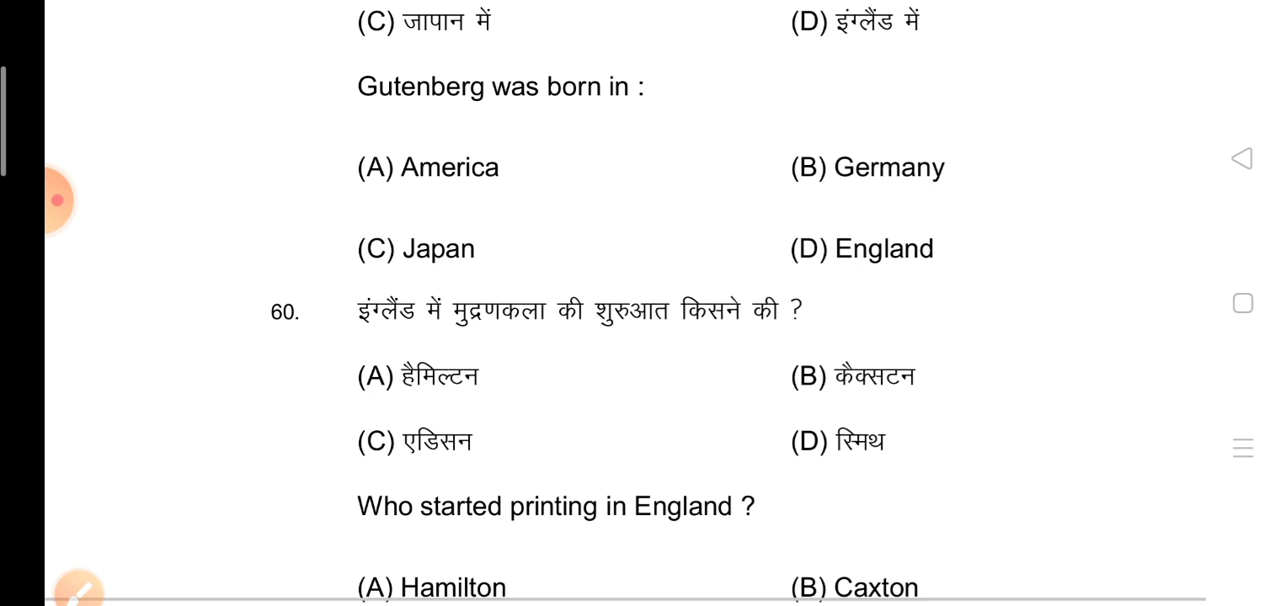 (C) जापान में (D) इंग्लैंड में
Gutenberg was born in :
(A) America (B) Germany
(C) Japan (D) England
60. इंग्लैंड में मुद्रणकला की शुरुआत किसने की ?
(A) हैमिल्टन (B) कैक्सटन
(C) एडिसन (D) स्मिथ
Who started printing in England ?
(A) Hamilton (B) Caxton